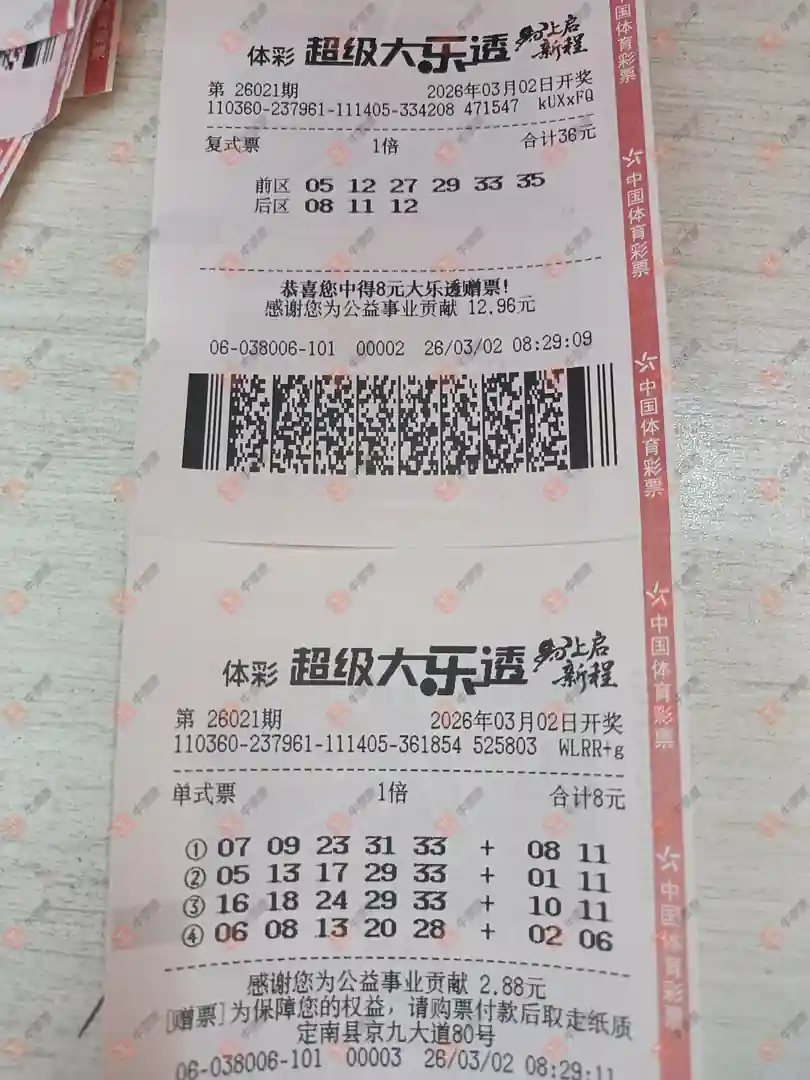 体彩 超级大乐透 马上启新程
第 26021期 2026年03月02日开奖
110360-237961-111405-334208 471547 kUXxFQ
复式票 1倍 合计36元
前区 05 12 27 29 33 35
后区 08 11 12
恭喜您中得8元大乐透赠票!
感谢您为公益事业贡献 12.96元
06-038006-101 00002 26/03/02 08:29:09
体彩 超级大乐透 马上启新程
第 26021期 2026年03月02日开奖
110360-237961-111405-361854 525803 WLRR+g
单式票 1倍 合计8元
① 07 09 23 31 33 + 08 11
② 05 13 17 29 33 + 01 11
③ 16 18 24 29 33 + 10 11
④ 06 08 13 20 28 + 02 06
感谢您为公益事业贡献 2.88元
[赠票]为保障您的权益，请购票付款后取走纸质
定南县京九大道80号
06-038006-101 00003 26/03/02 08:29:11
中国体育彩票
中国体育彩票
中国体育彩票
中国体育彩票
中国体育彩票